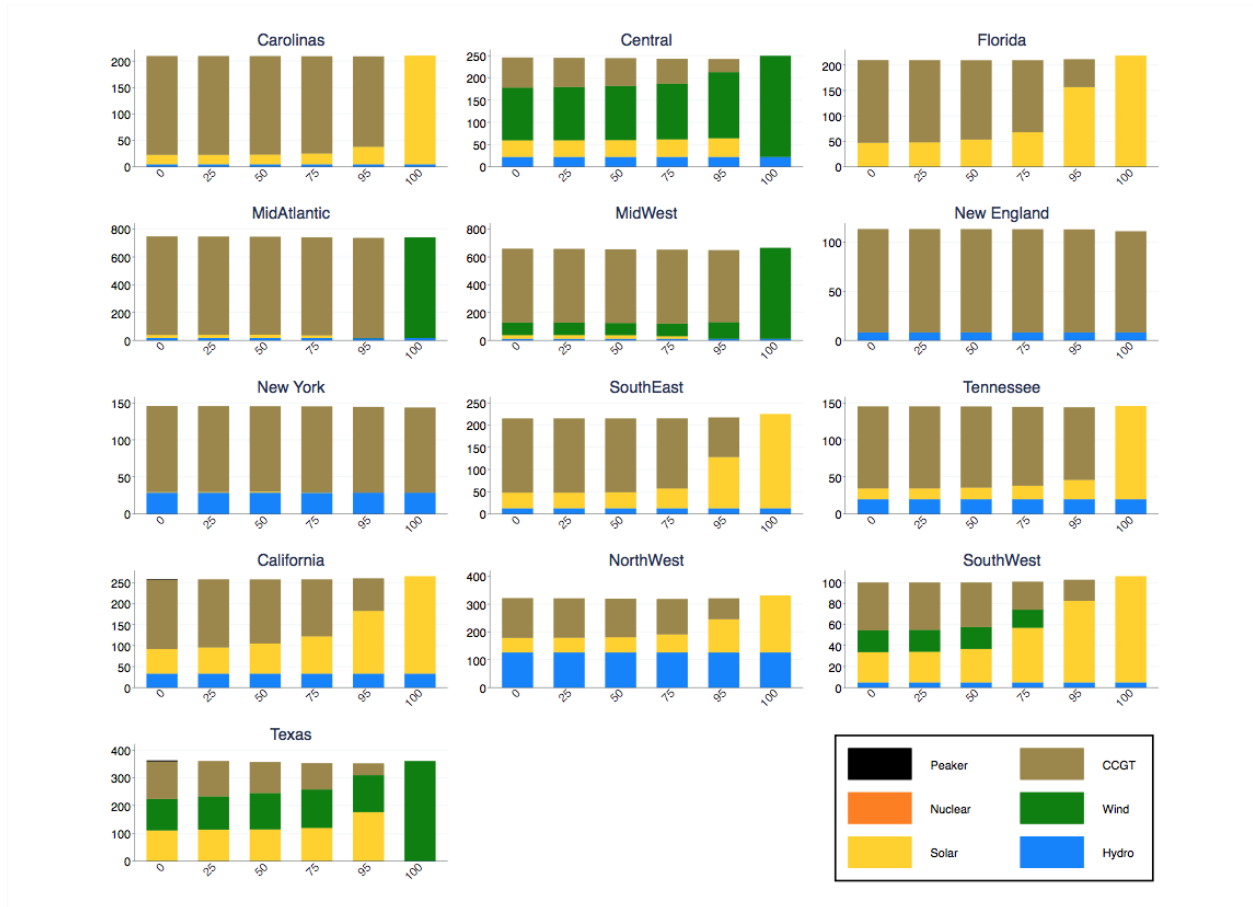 Carolinas
200
150
100
50
0
0 25 50 75 95 100
Central
250
200
250
100
50
0
0 25 50 75 95 100
Florida
200
150
100
50
0
0 25 50 75 95 100
MidAtlantic
800
600
400
200
0
0 25 50 75 95 100
MidWest
800
600
400
200
0
0 25 50 75 95 100
New England
100
50
0
0 25 50 75 95 100
New York
150
100
50
0
0 25 50 75 95 100
SouthEast
250
200
150
100
50
0
0 25 50 75 95 100
Tennessee
150
100
50
0
0 25 50 75 95 100
California
250
200
150
100
50
0
0 25 50 75 95 100
NorthWest
400
300
200
100
0
0 25 50 75 95 100
SouthWest
100
80
60
40
20
0
0 25 50 75 95 100
Texas
400
300
200
100
0
0 25 50 75 95 100
Peaker CCGT
Nuclear Wind
Solar Hydro